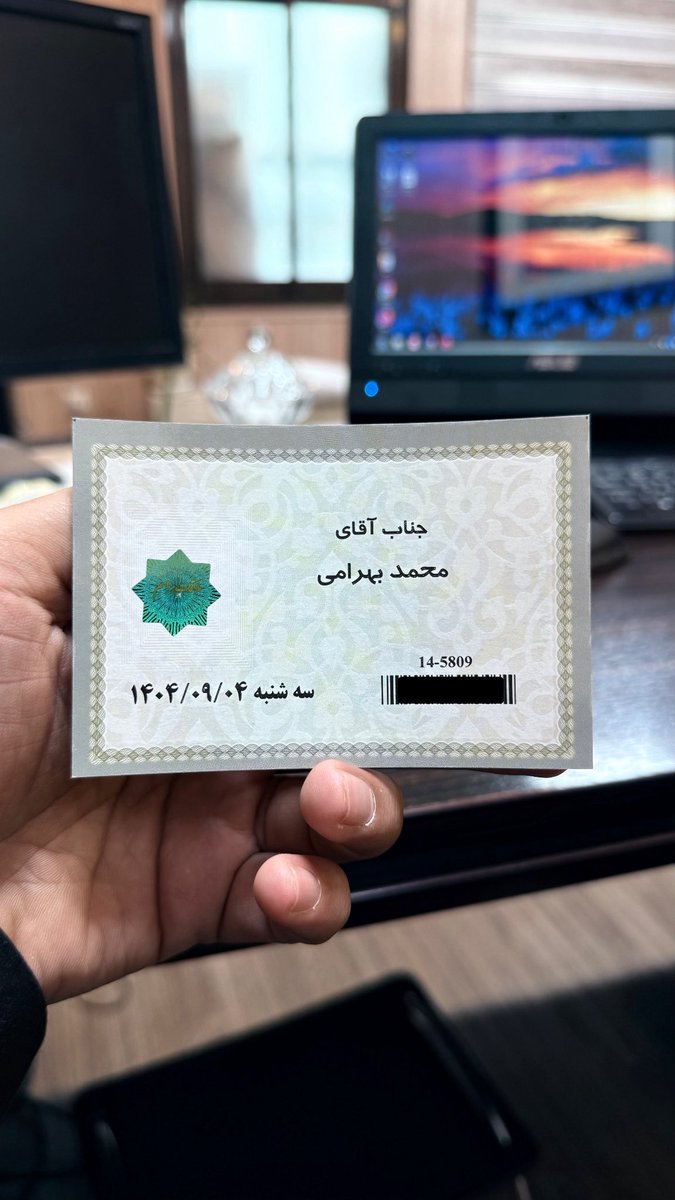 جناب آقای
محمد بهرامی
14-5809
سه شنبه ۱۴۰۴/۰۹/۰۴